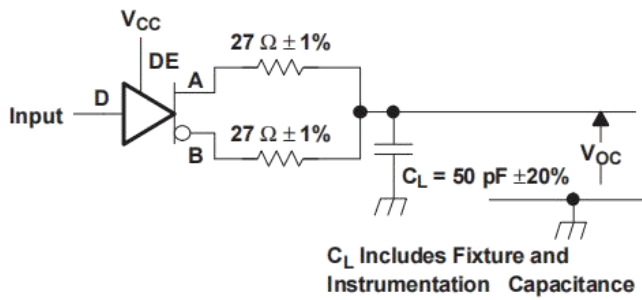 VCC
DE
27 Ω ± 1%
A
D
Input
27 Ω ± 1%
B
VOC
CL = 50 pF ±20%
CL Includes Fixture and
Instrumentation Capacitance